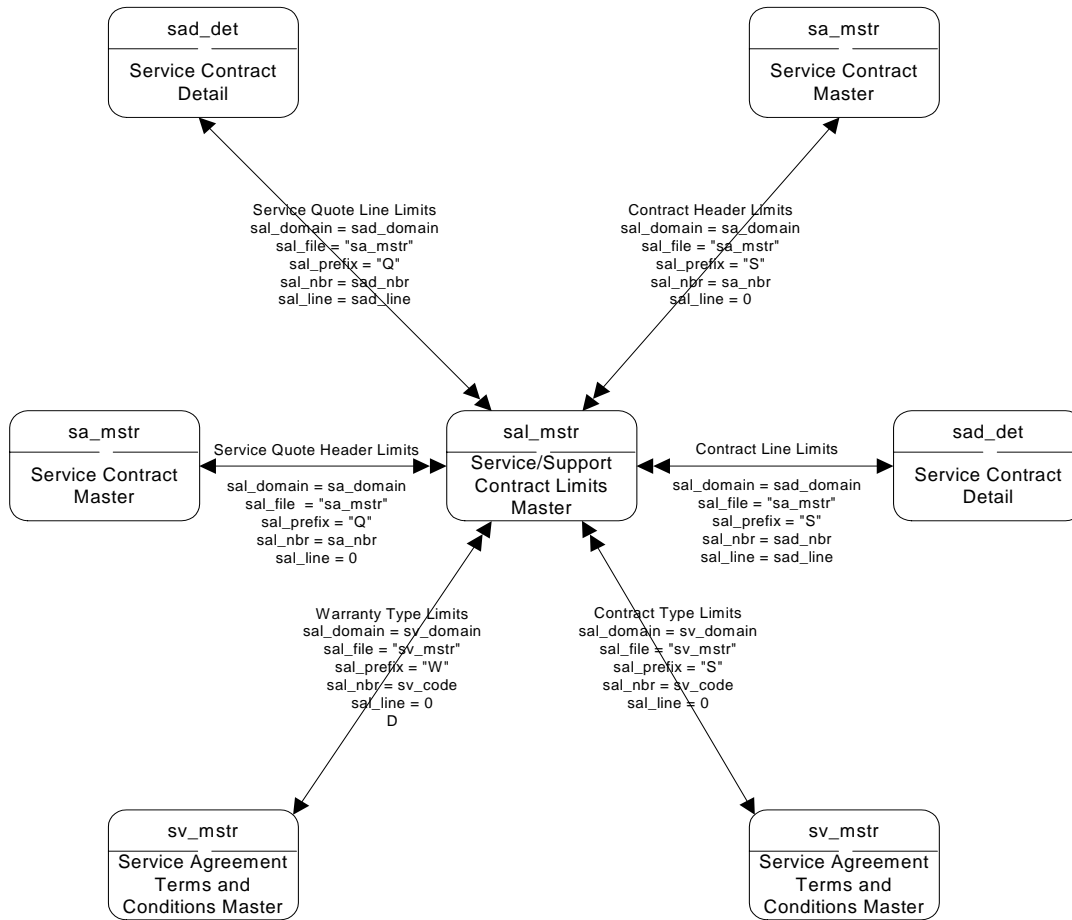 sad_det
Service Contract
Detail
sa_mstr
Service Contract
Master
Service Quote Line Limits
sal_domain = sad_domain
sal_file = "sa_mstr"
sal_prefix = "Q"
sal_nbr = sad_nbr
sal_line = sad_line
Contract Header Limits
sal_domain = sa_domain
sal_file = "sa_mstr"
sal_prefix = "S"
sal_nbr = sa_nbr
sal_line = 0
sa_mstr
Service Contract
Master
Service Quote Header Limits
sal_domain = sa_domain
sal_file = "sa_mstr"
sal_prefix = "Q"
sal_nbr = sa_nbr
sal_line = 0
sal_mstr
Service/Support
Contract Limits
Master
Contract Line Limits
sal_domain = sad_domain
sal_file = "sa_mstr"
sal_prefix = "S"
sal_nbr = sad_nbr
sal_line = sad_line
sad_det
Service Contract
Detail
Warranty Type Limits
sal_domain = sv_domain
sal_file = "sv_mstr"
sal_prefix = "W"
sal_nbr = sv_code
sal_line = 0
D
Contract Type Limits
sal_domain = sv_domain
sal_file = "sv_mstr"
sal_prefix = "S"
sal_nbr = sv_code
sal_line = 0
sv_mstr
Service Agreement
Terms and
Conditions Master
sv_mstr
Service Agreement
Terms and
Conditions Master